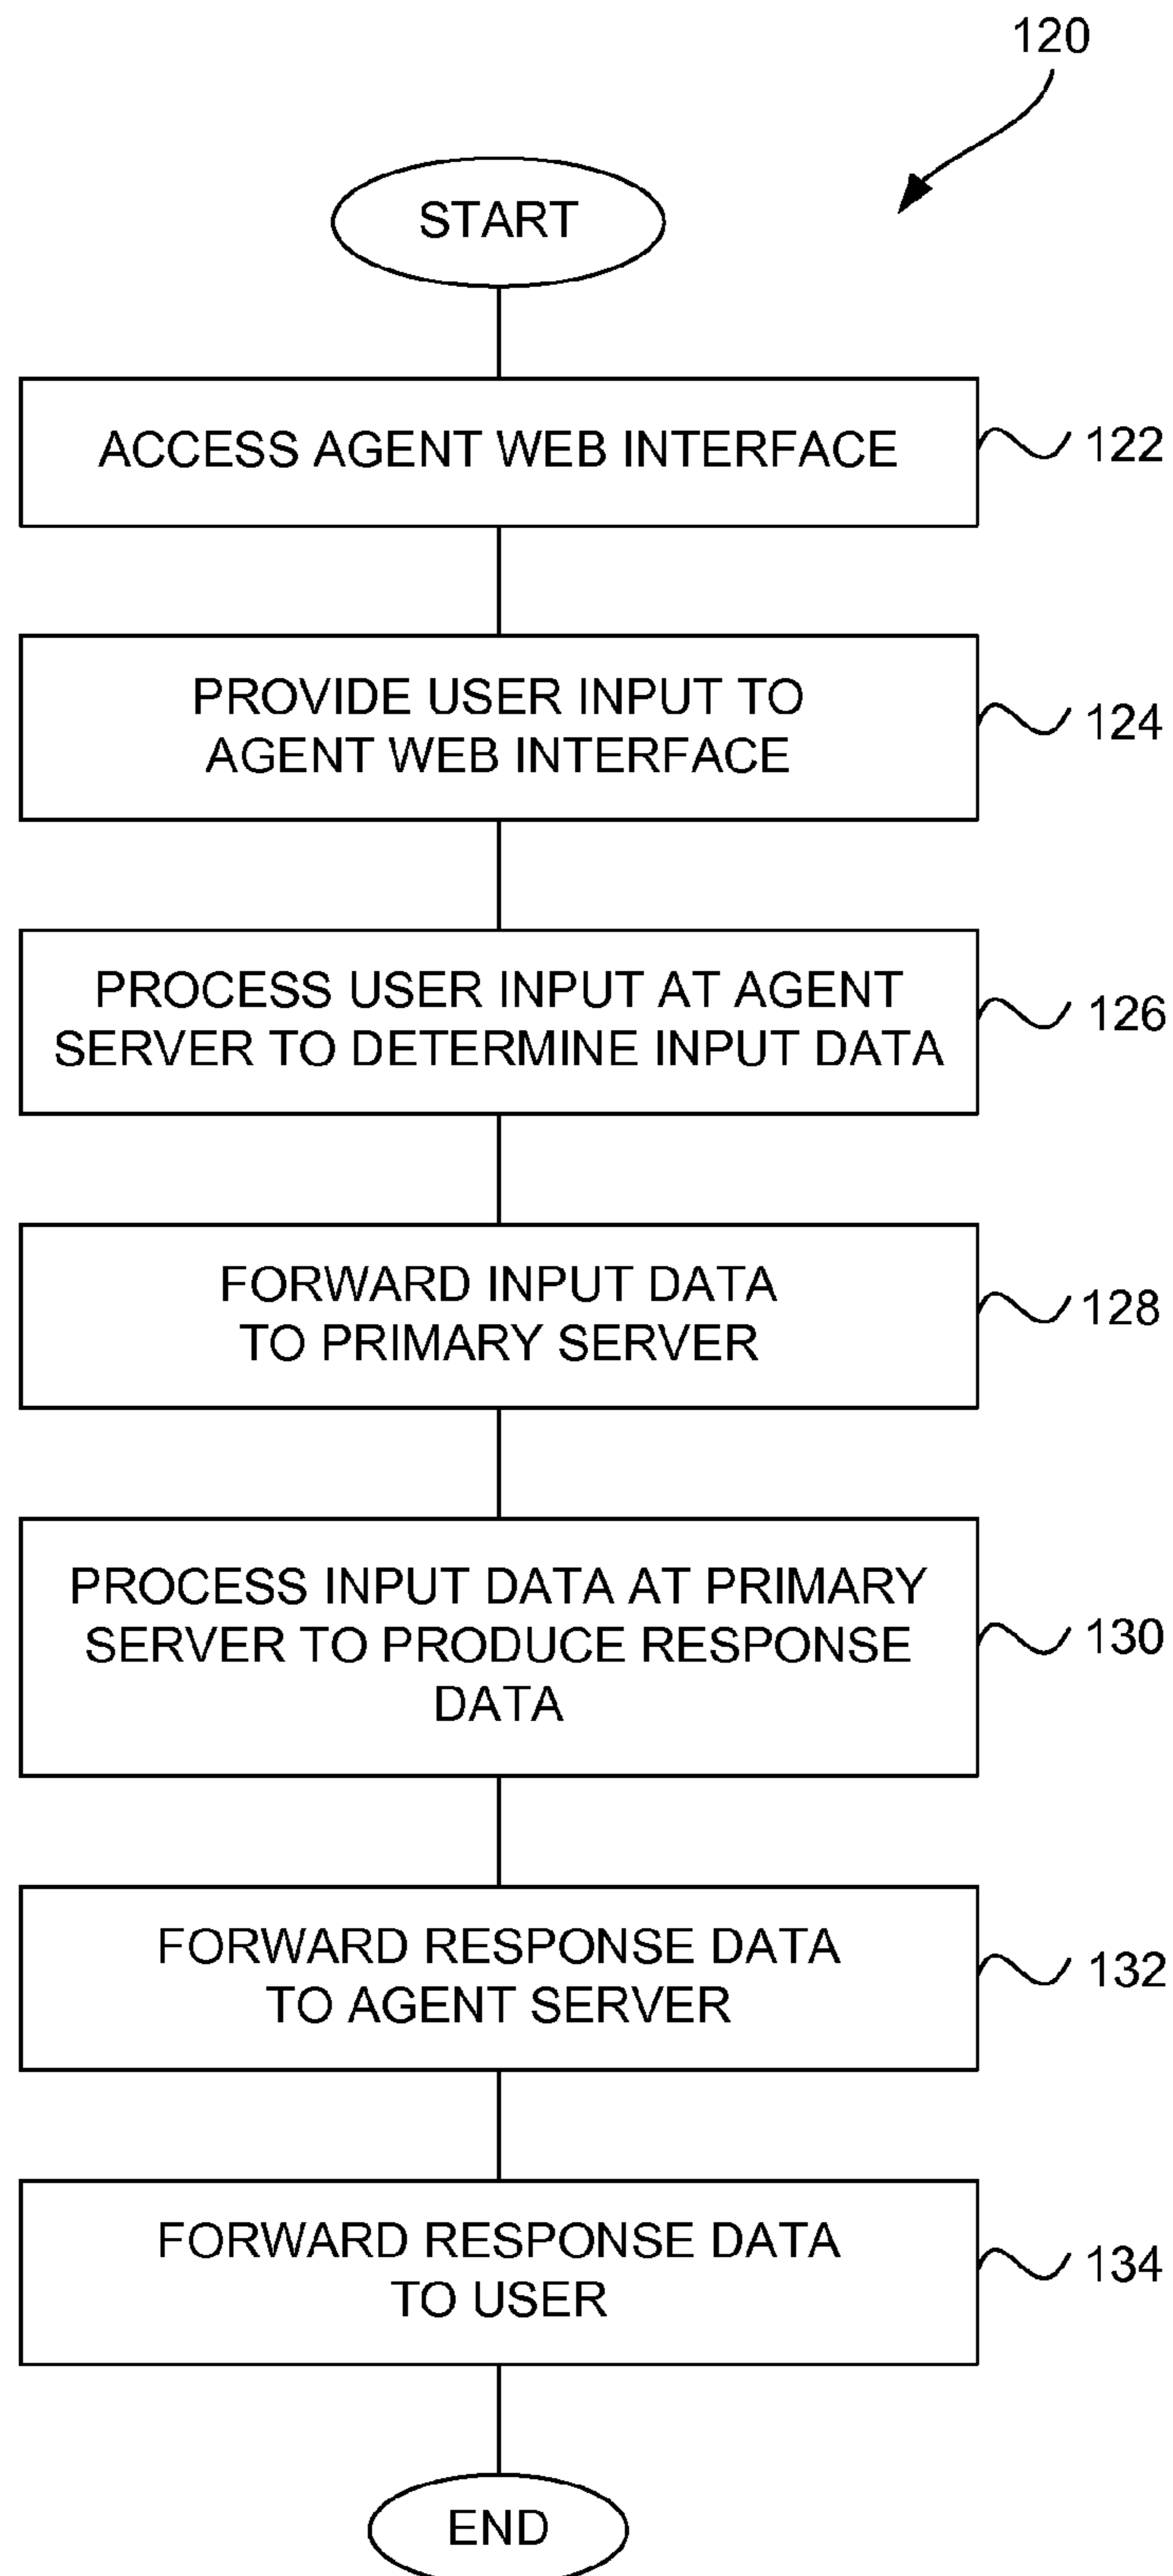 120
START
ACCESS AGENT WEB INTERFACE
122
PROVIDE USER INPUT TO
AGENT WEB INTERFACE
124
PROCESS USER INPUT AT AGENT
SERVER TO DETERMINE INPUT DATA
126
FORWARD INPUT DATA
TO PRIMARY SERVER
128
PROCESS INPUT DATA AT PRIMARY
SERVER TO PRODUCE RESPONSE
DATA
130
FORWARD RESPONSE DATA
TO AGENT SERVER
132
FORWARD RESPONSE DATA
TO USER
134
END